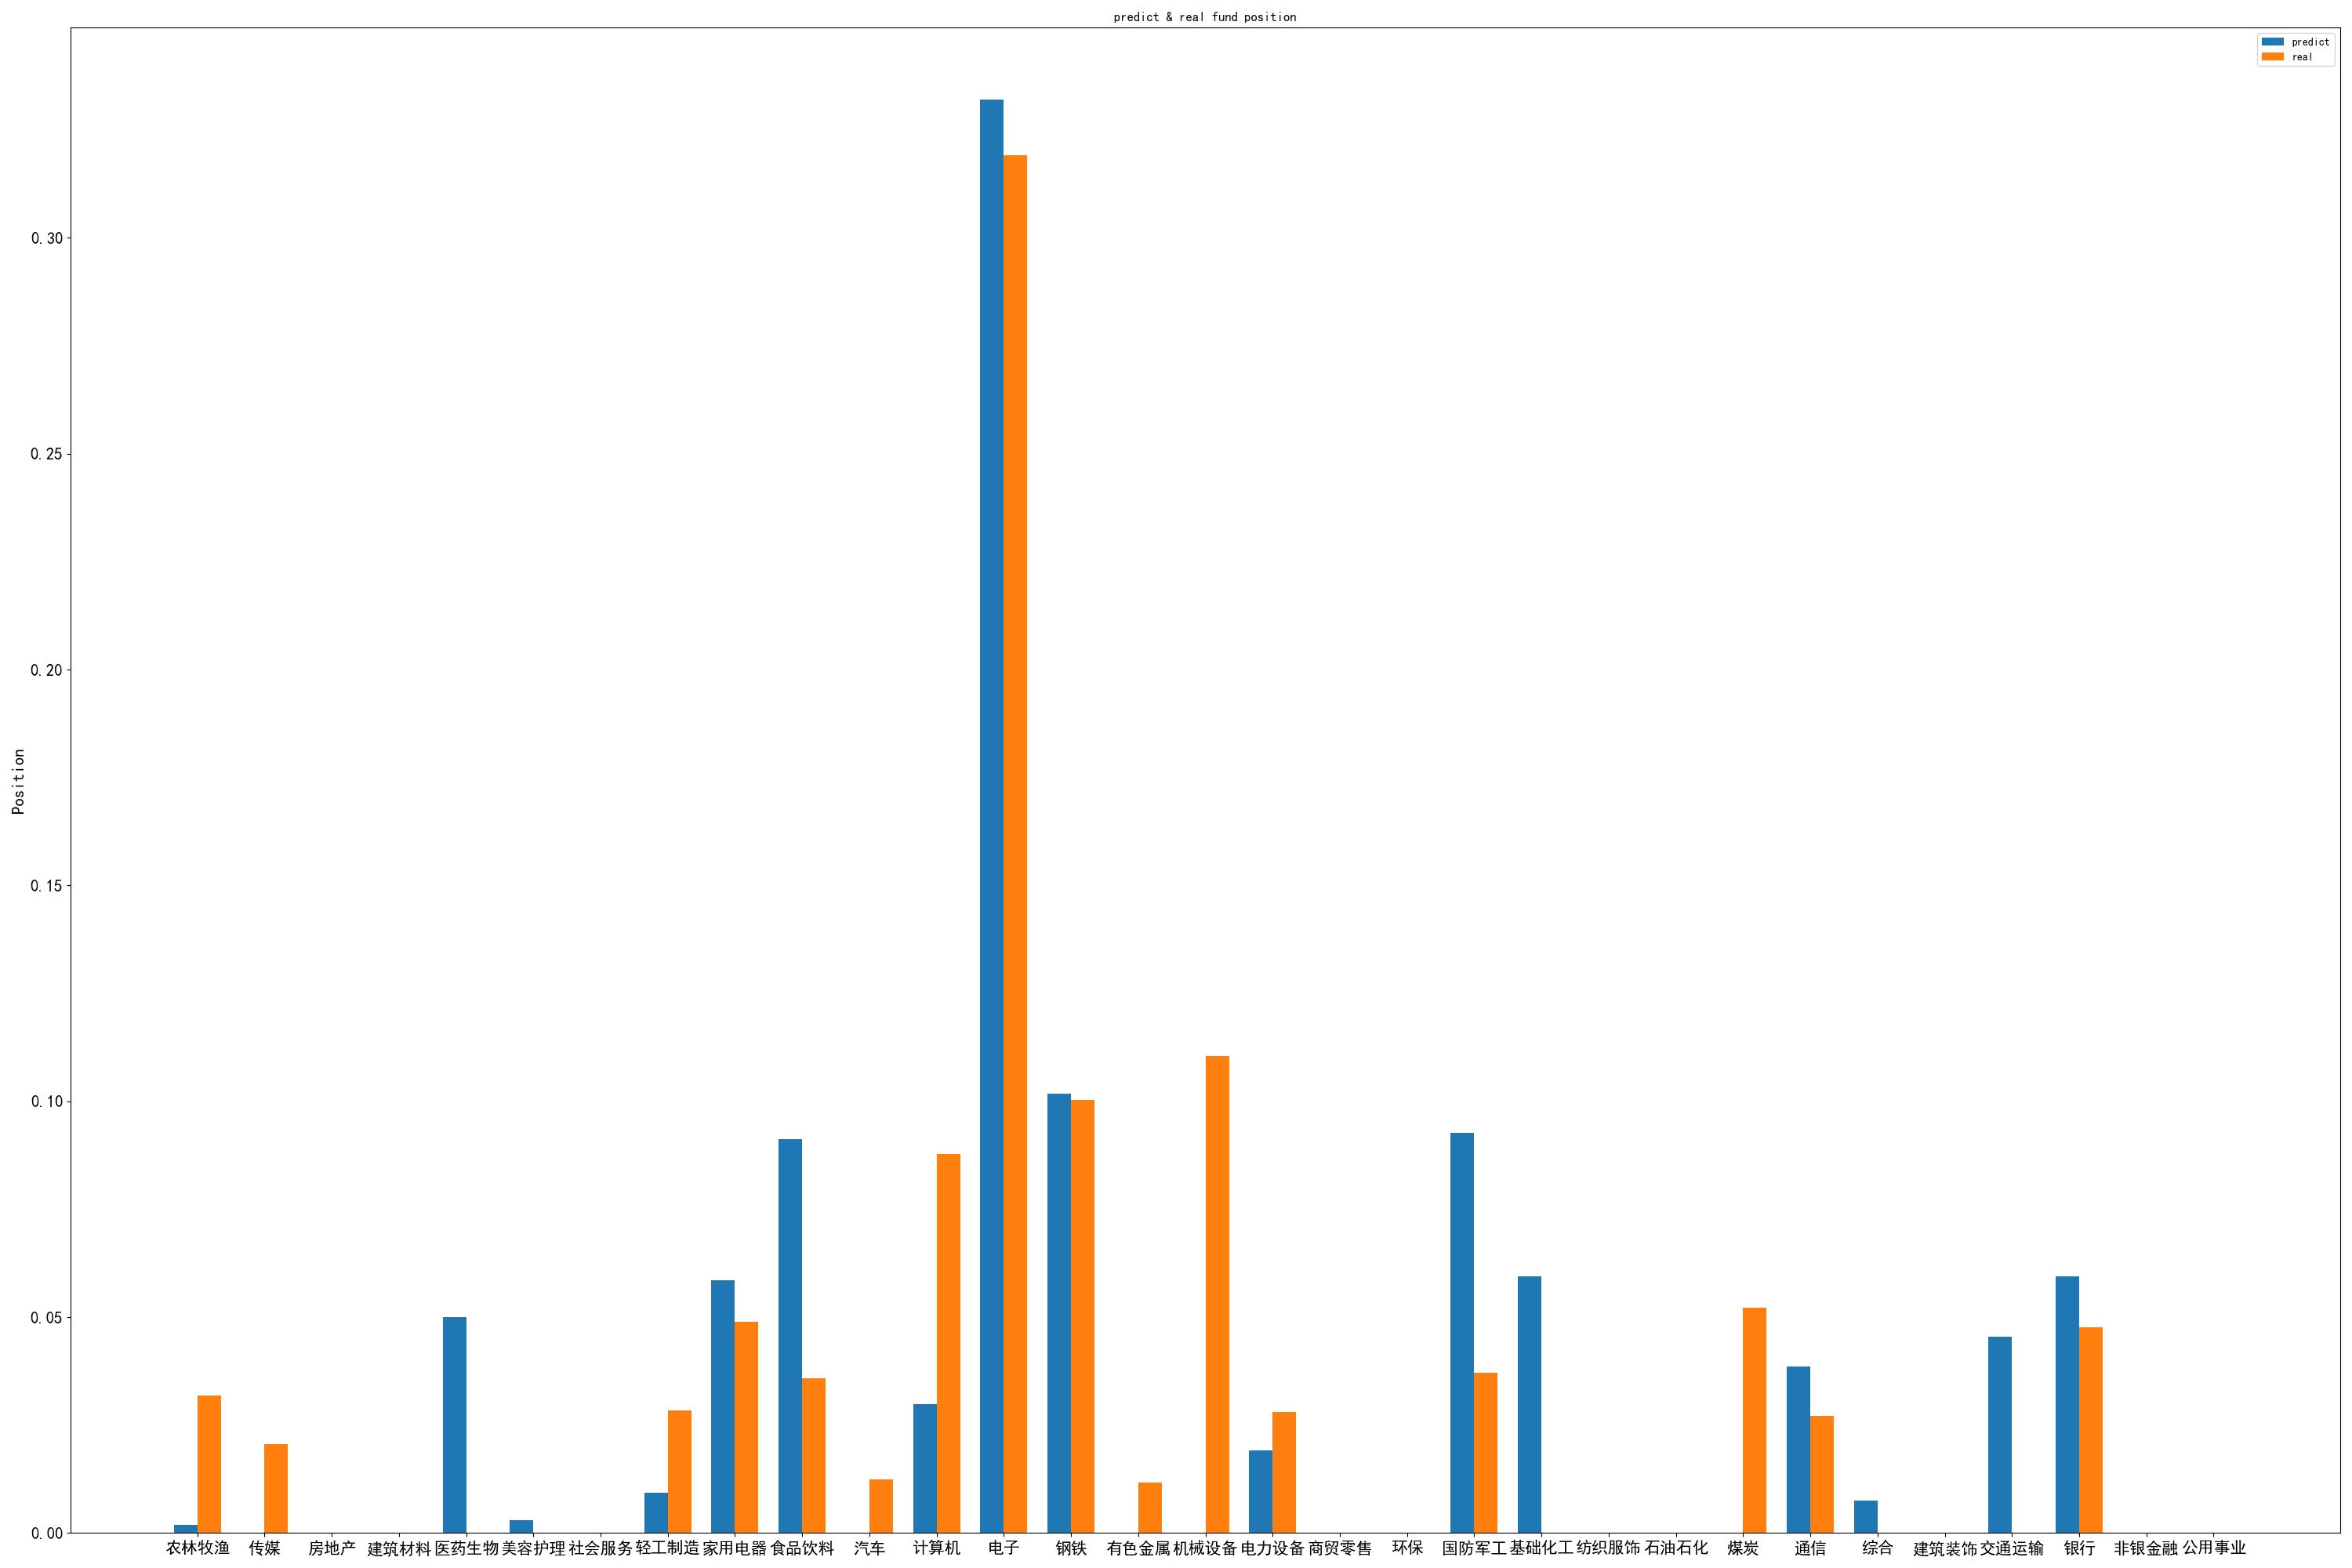 predict & real fund position
predict
real
Position
0.30
0.25
0.20
0.15
0.10
0.05
0.00
农林牧渔 传媒 房地产 建筑材料 医药生物 美容护理 社会服务 轻工制造 家用电器 食品饮料 汽车 计算机 电子 钢铁 有色金属 机械设备 电力设备 商贸零售 环保 国防军工 基础化工 纺织服饰 石油石化 煤炭 通信 综合 建筑装饰 交通运输 银行 非银金融 公用事业